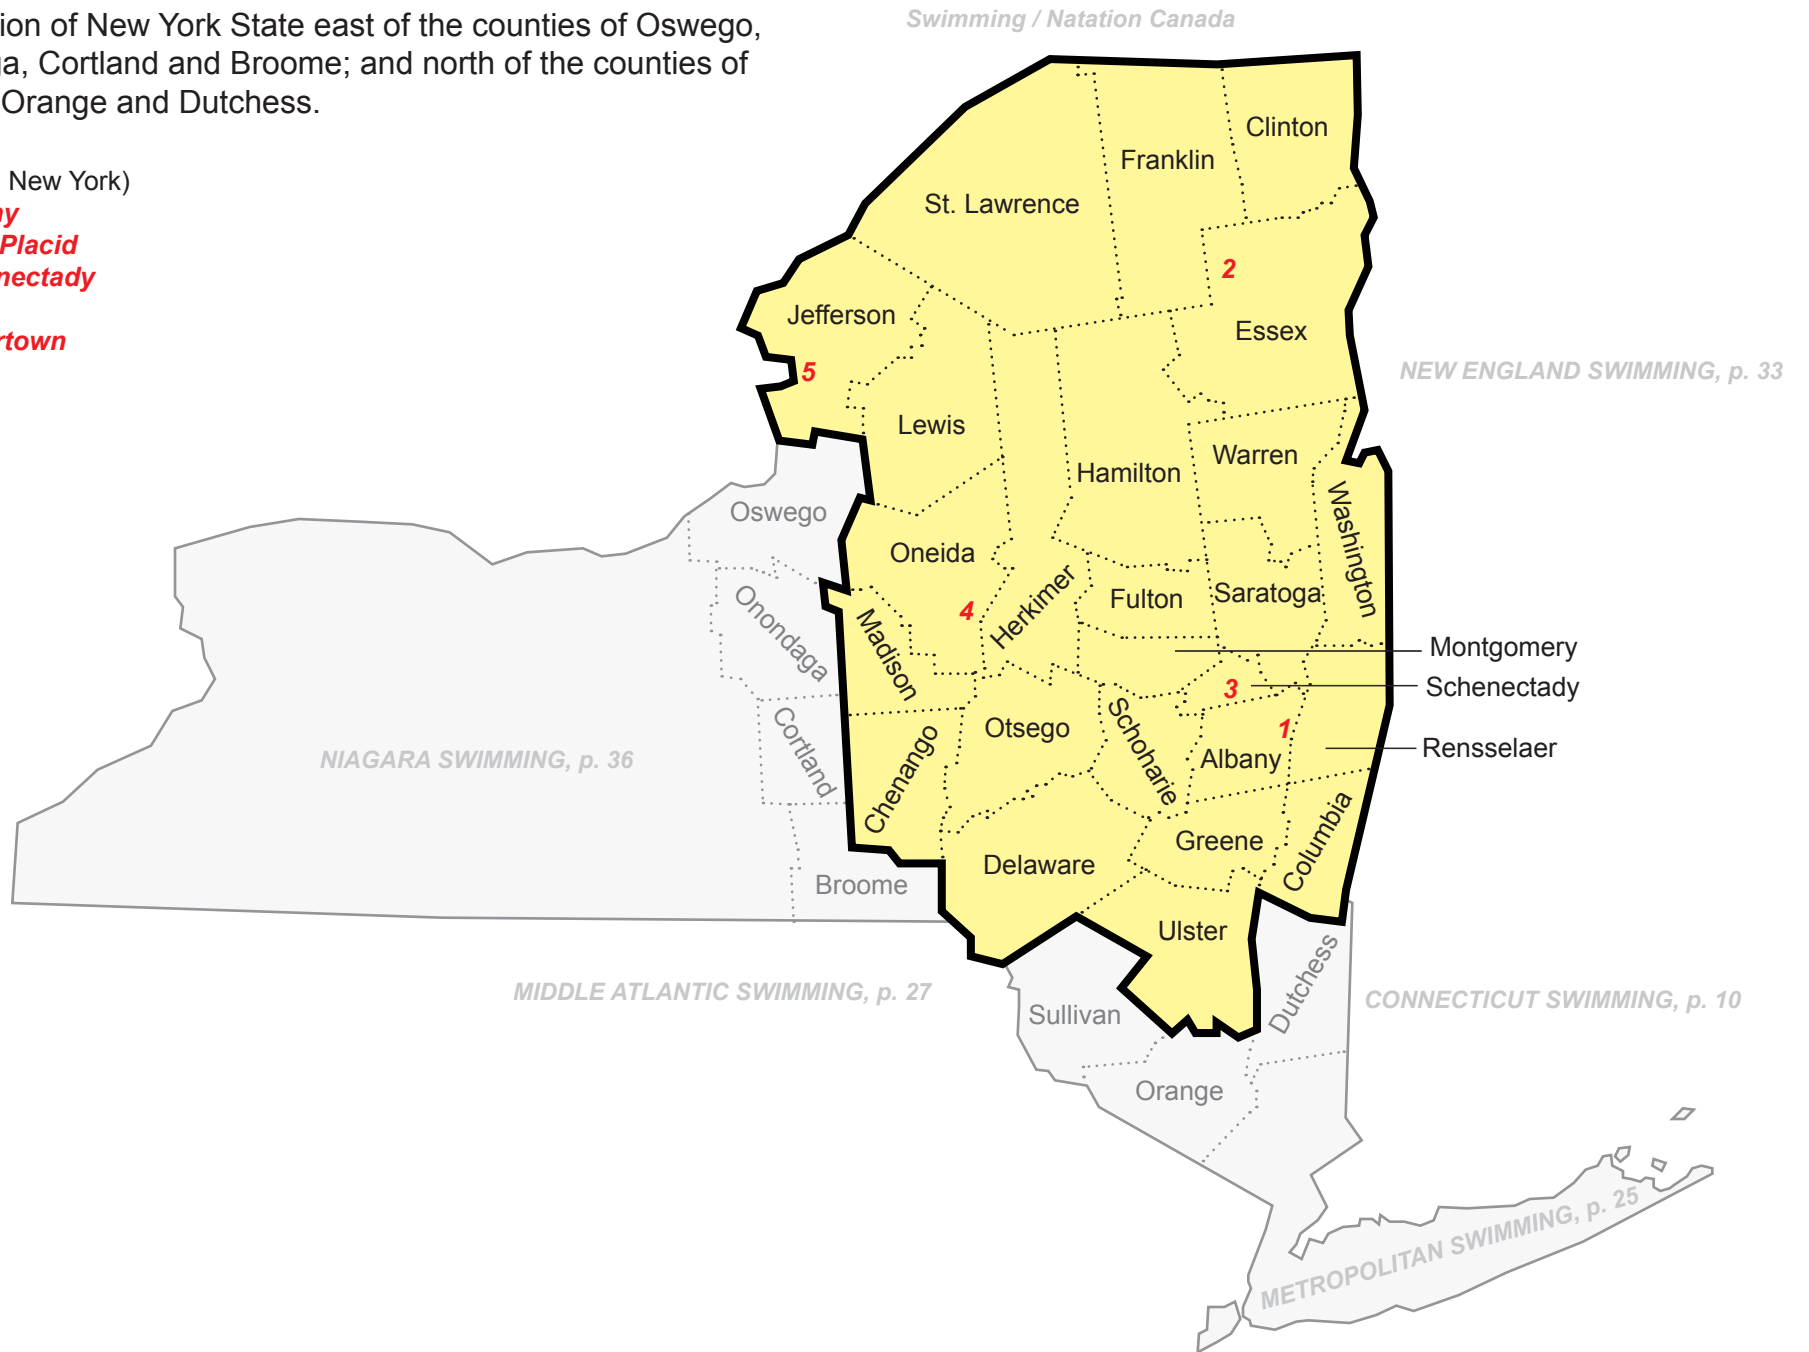 ion of New York State east of the counties of Oswego,
ga, Cortland and Broome; and north of the counties of
Orange and Dutchess.
New York)
ny
Placid
nectady
rtown
Swimming / Natation Canada
Clinton
Franklin
St. Lawrence
2
Jefferson
Essex
5
NEW ENGLAND SWIMMING, p. 33
Lewis
Warren
Hamilton
Washington
Oswego
Oneida
Herkimer
Fulton
Saratoga
Onondaga
Madison
4
Montgomery
3
Schenectady
Cortland
Otsego
Schoharie
1
Rensselaer
NIAGARA SWIMMING, p. 36
Chenango
Albany
Columbia
Greene
Delaware
Broome
Ulster
Dutchess
MIDDLE ATLANTIC SWIMMING, p. 27
CONNECTICUT SWIMMING, p. 10
Sullivan
Orange
METROPOLITAN SWIMMING, p. 25